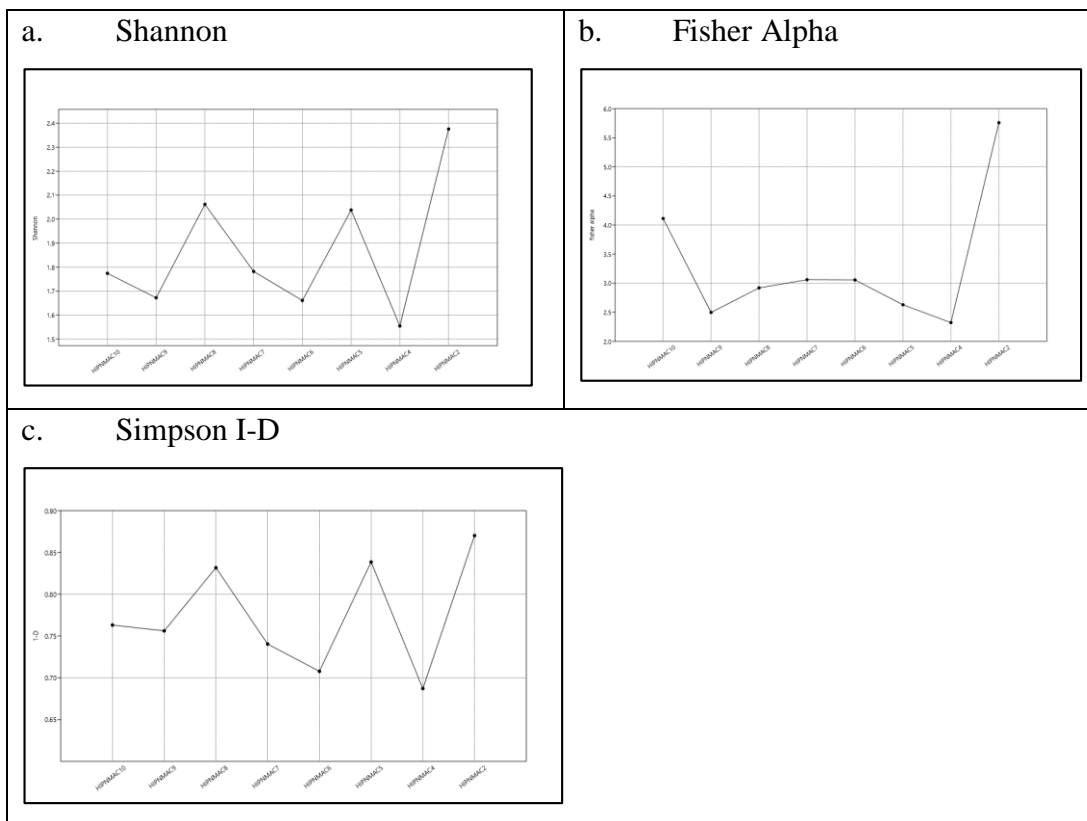 a. Shannon
2.4
2.3
2.2
2.1
2.0
1.9
1.8
1.7
1.6
1.5
Shannon
HIPNMAC10
HIPNMAC9
HIPNMAC8
HIPNMAC7
HIPNMAC6
HIPNMAC5
HIPNMAC4
HIPNMAC2
b. Fisher Alpha
6.0
5.5
5.0
4.5
4.0
3.5
3.0
2.5
2.0
Fisher alpha
HIPNMAC10
HIPNMAC9
HIPNMAC8
HIPNMAC7
HIPNMAC6
HIPNMAC5
HIPNMAC4
HIPNMAC2
c. Simpson I-D
0.90
0.85
0.80
0.75
0.70
0.65
1-D
HIPNMAC10
HIPNMAC9
HIPNMAC8
HIPNMAC7
HIPNMAC6
HIPNMAC5
HIPNMAC4
HIPNMAC2